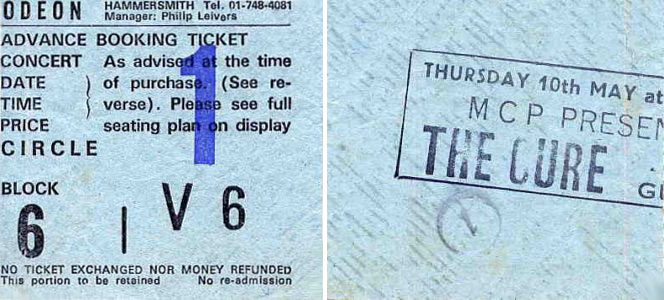 ODEON
HAMMERSMITH Tel. 01-748-4081
Manager: Philip Leivers
ADVANCE BOOKING TICKET
CONCERT As advised at the time
DATE of purchase. (See re-
TIME verse). Please see full
PRICE seating plan on display
CIRCLE
1
BLOCK
6 | V 6
NO TICKET EXCHANGED NOR MONEY REFUNDED
This portion to be retained No re-admission
THURSDAY 10th MAY at
MCP PRESEN
THE CURE